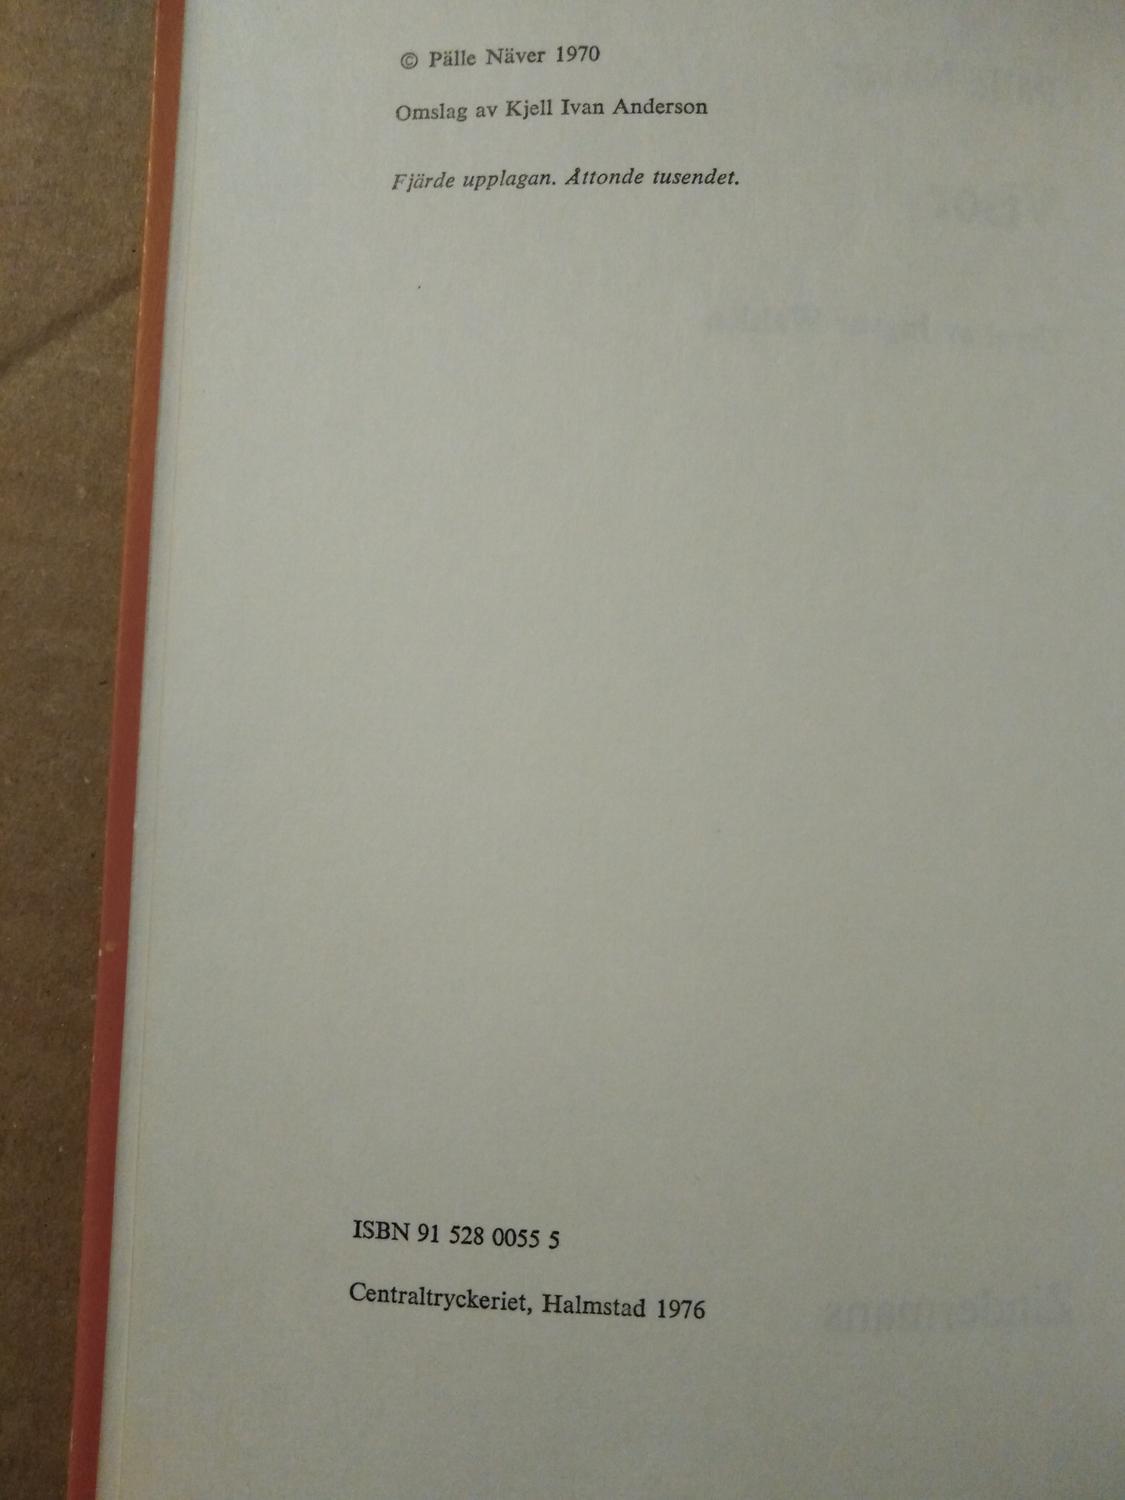 © Pälle Näver 1970
Omslag av Kjell Ivan Anderson
Fjärde upplagan. Åttonde tusendet.
ISBN 91 528 0055 5
Centraltryckeriet, Halmstad 1976